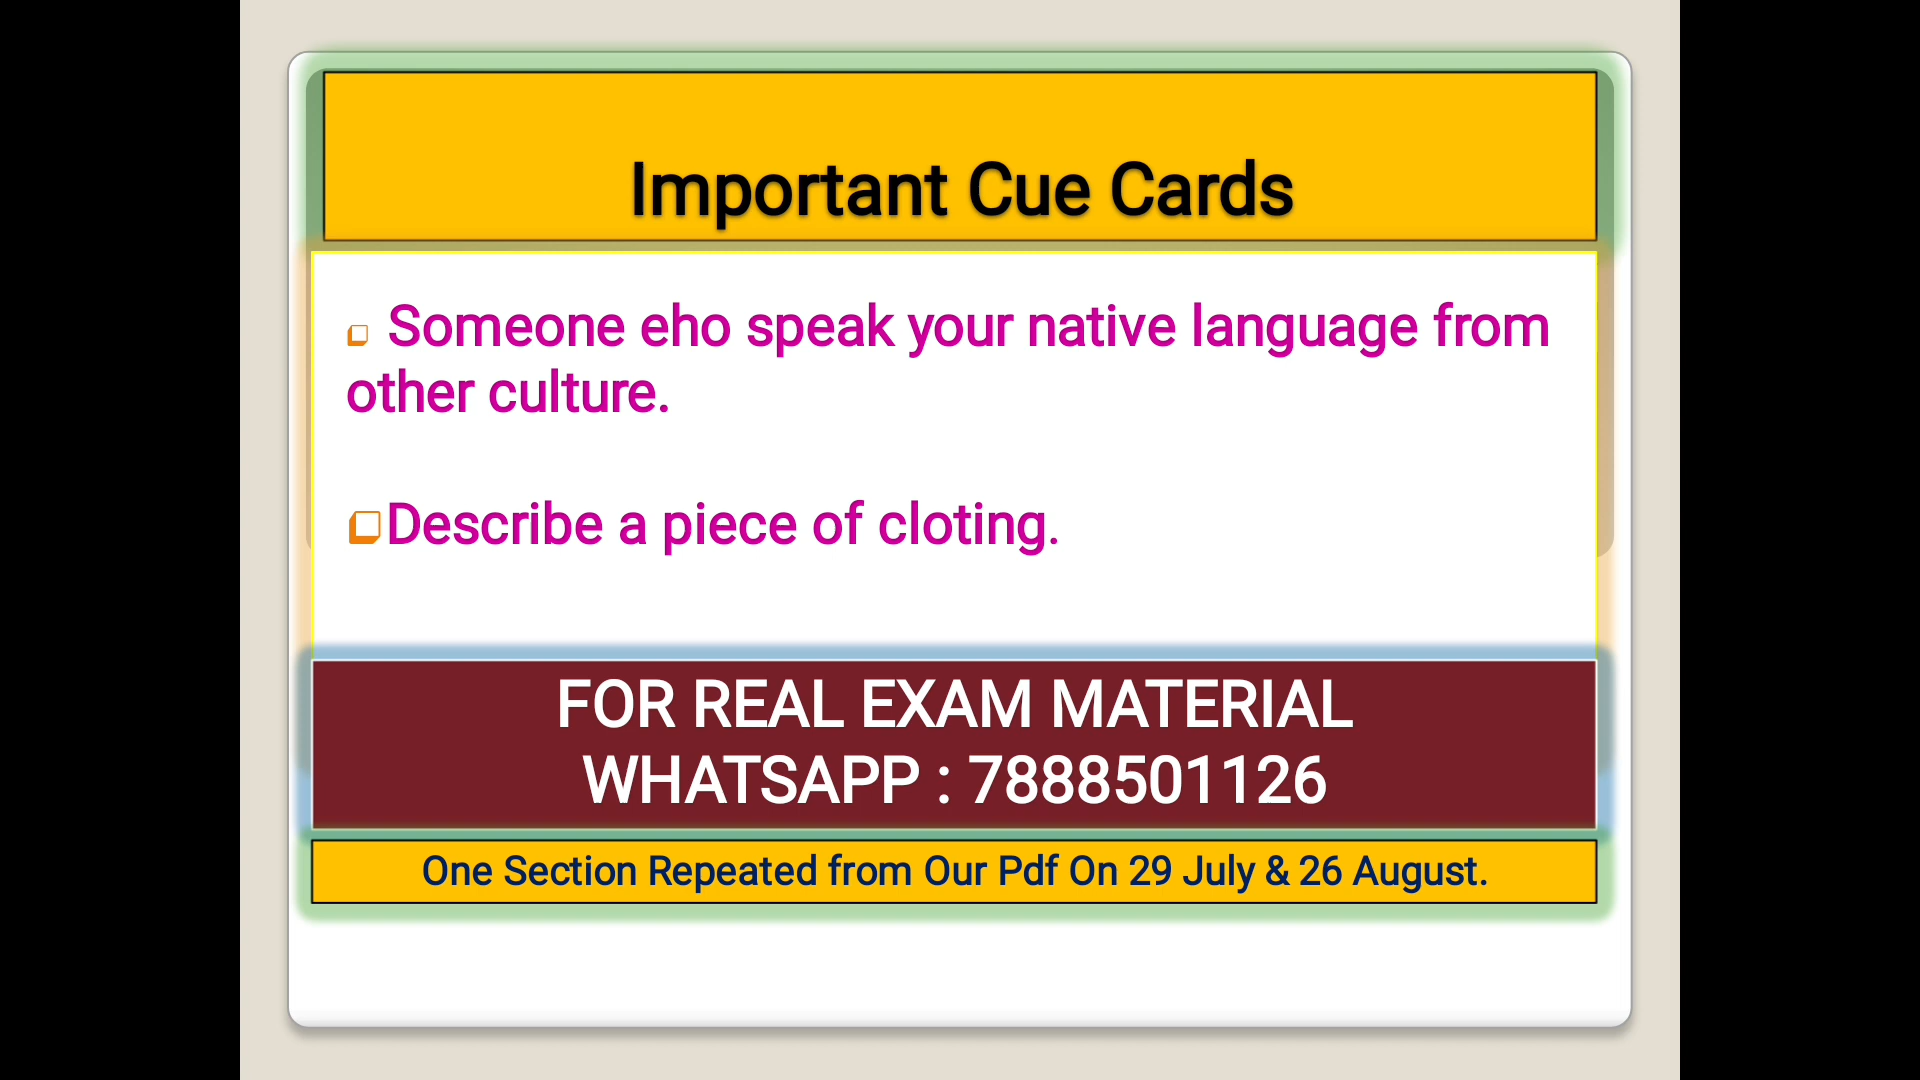 Important Cue Cards
Someone eho speak your native language from
other culture.
Describe a piece of cloting.
FOR REAL EXAM MATERIAL
WHATSAPP : 7888501126
One Section Repeated from Our Pdf On 29 July & 26 August.